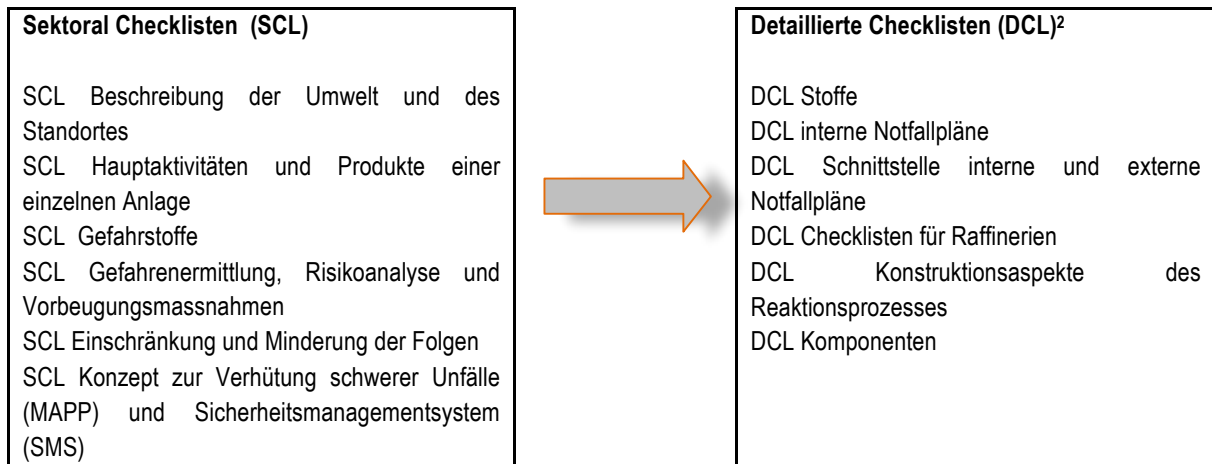 Sektoral Checklisten (SCL)
SCL Beschreibung der Umwelt und des
Standortes
SCL Hauptaktivitäten und Produkte einer
einzelnen Anlage
SCL Gefahrstoffe
SCL Gefahrenermittlung, Risikoanalyse und
Vorbeugungsmassnahmen
SCL Einschränkung und Minderung der Folgen
SCL Konzept zur Verhütung schwerer Unfälle
(MAPP) und Sicherheitsmanagementsystem
(SMS)
Detaillierte Checklisten (DCL)²
DCL Stoffe
DCL interne Notfallpläne
DCL Schnittstelle interne und externe
Notfallpläne
DCL Checklisten für Raffinerien
DCL Konstruktionsaspekte des
Reaktionsprozesses
DCL Komponenten